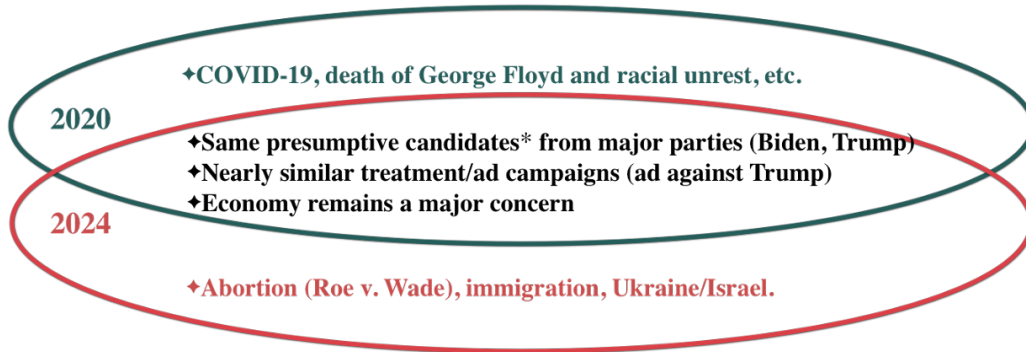 ✦COVID-19, death of George Floyd and racial unrest, etc.
2020
✦Same presumptive candidates* from major parties (Biden, Trump)
✦Nearly similar treatment/ad campaigns (ad against Trump)
✦Economy remains a major concern
2024
✦Abortion (Roe v. Wade), immigration, Ukraine/Israel.